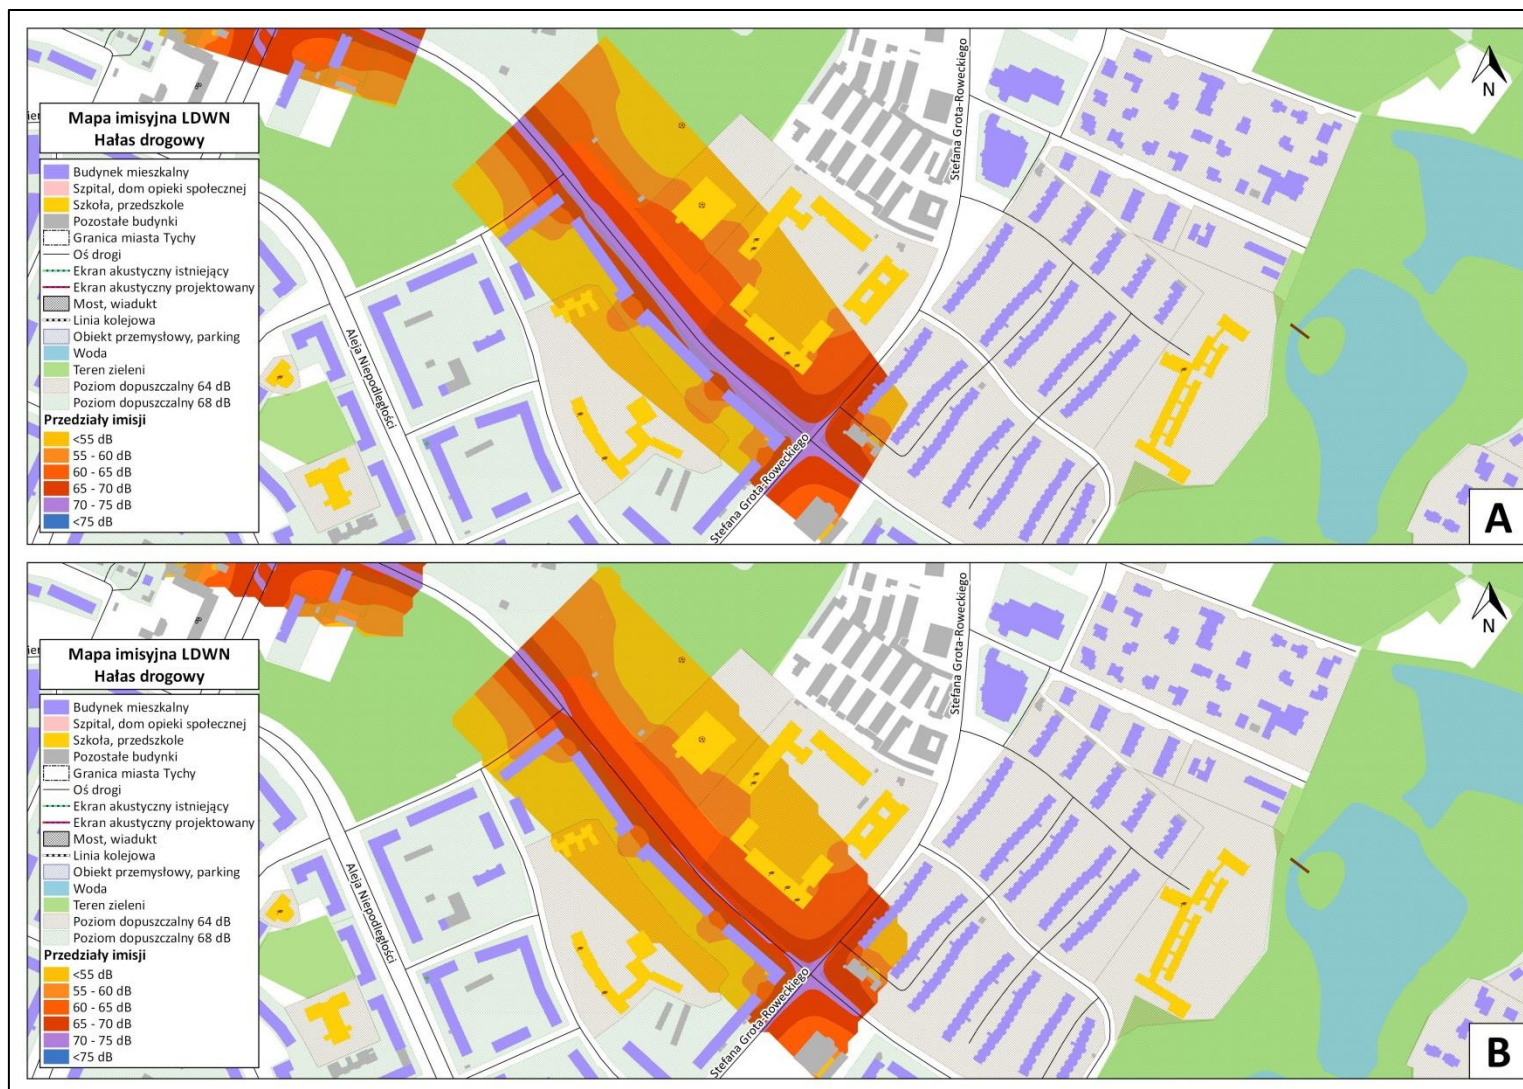 Mapa imisyjna LDWN
Hałas drogowy
Budynek mieszkalny
Szpital, dom opieki społecznej
Szkoła, przedszkole
Pozostałe budynki
Granica miasta Tychy
Oś drogi
Ekran akustyczny istniejący
Ekran akustyczny projektowany
Most, wiadukt
Linia kolejowa
Obiekt przemysłowy, parking
Woda
Teren zieleni
Poziom dopuszczalny 64 dB
Poziom dopuszczalny 68 dB
Przedziały imisji
<55 dB
55 - 60 dB
60 - 65 dB
65 - 70 dB
70 - 75 dB
<75 dB
Aleja Niepodległości
Stefana Grota-Roweckiego
Stefana Grota-Roweckiego
N
A
Mapa imisyjna LDWN
Hałas drogowy
Budynek mieszkalny
Szpital, dom opieki społecznej
Szkoła, przedszkole
Pozostałe budynki
Granica miasta Tychy
Oś drogi
Ekran akustyczny istniejący
Ekran akustyczny projektowany
Most, wiadukt
Linia kolejowa
Obiekt przemysłowy, parking
Woda
Teren zieleni
Poziom dopuszczalny 64 dB
Poziom dopuszczalny 68 dB
Przedziały imisji
<55 dB
55 - 60 dB
60 - 65 dB
65 - 70 dB
70 - 75 dB
<75 dB
Aleja Niepodległości
Stefana Grota-Roweckiego
Stefana Grota-Roweckiego
N
B